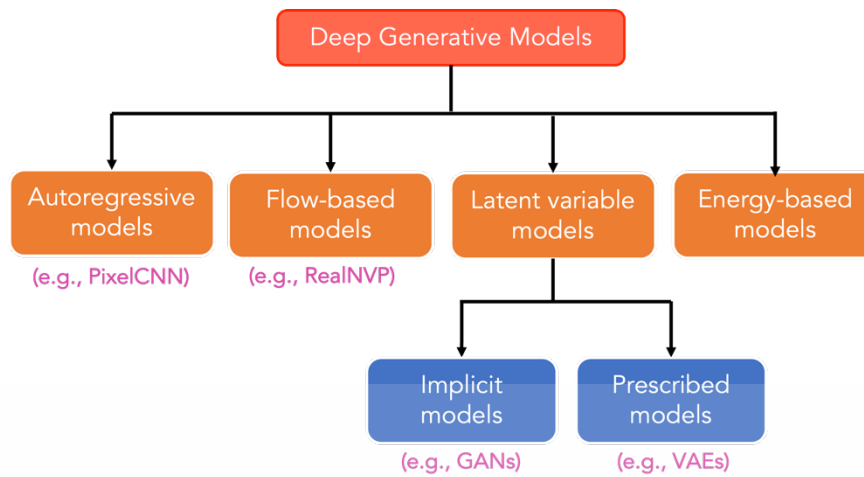 Deep Generative Models
Autoregressive
models
(e.g., PixelCNN)
Flow-based
models
(e.g., RealNVP)
Latent variable
models
Energy-based
models
Implicit
models
(e.g., GANs)
Prescribed
models
(e.g., VAEs)